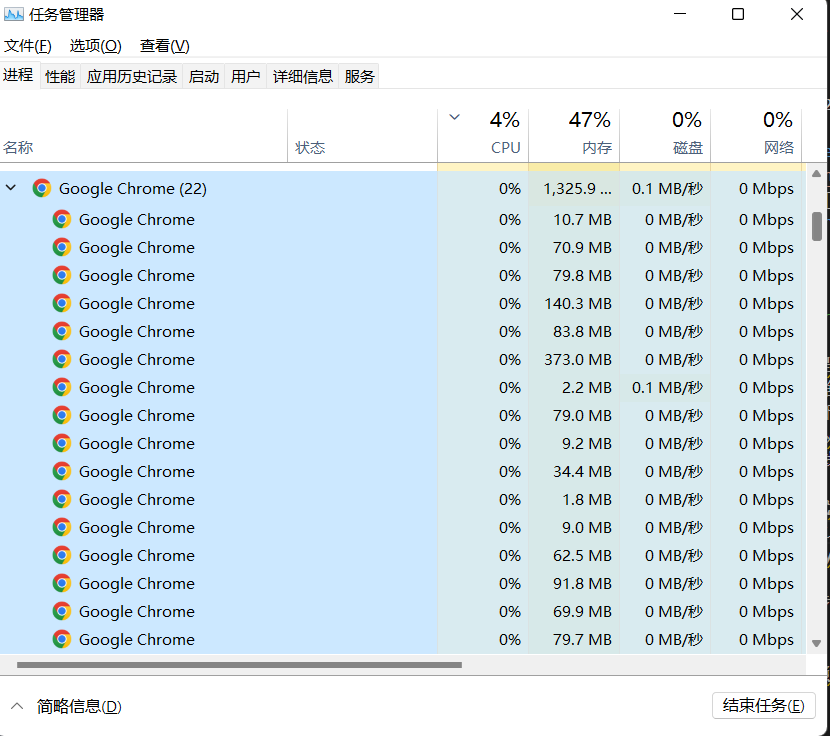 任务管理器
文件(F) 选项(O) 查看(V)
进程 性能 应用历史记录 启动 用户 详细信息 服务
4% 47% 0% 0%
名称 状态 CPU 内存 磁盘 网络
Google Chrome (22) 0% 1,325.9 ... 0.1 MB/秒 0 Mbps
Google Chrome 0% 10.7 MB 0 MB/秒 0 Mbps
Google Chrome 0% 70.9 MB 0 MB/秒 0 Mbps
Google Chrome 0% 79.8 MB 0 MB/秒 0 Mbps
Google Chrome 0% 140.3 MB 0 MB/秒 0 Mbps
Google Chrome 0% 83.8 MB 0 MB/秒 0 Mbps
Google Chrome 0% 373.0 MB 0 MB/秒 0 Mbps
Google Chrome 0% 2.2 MB 0.1 MB/秒 0 Mbps
Google Chrome 0% 79.0 MB 0 MB/秒 0 Mbps
Google Chrome 0% 9.2 MB 0 MB/秒 0 Mbps
Google Chrome 0% 34.4 MB 0 MB/秒 0 Mbps
Google Chrome 0% 1.8 MB 0 MB/秒 0 Mbps
Google Chrome 0% 9.0 MB 0 MB/秒 0 Mbps
Google Chrome 0% 62.5 MB 0 MB/秒 0 Mbps
Google Chrome 0% 91.8 MB 0 MB/秒 0 Mbps
Google Chrome 0% 69.9 MB 0 MB/秒 0 Mbps
Google Chrome 0% 79.7 MB 0 MB/秒 0 Mbps
简略信息(D) 结束任务(E)